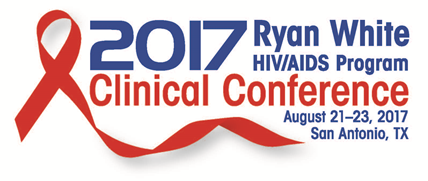 2017 Ryan White
HIV/AIDS Program
Clinical Conference
August 21–23, 2017
San Antonio, TX